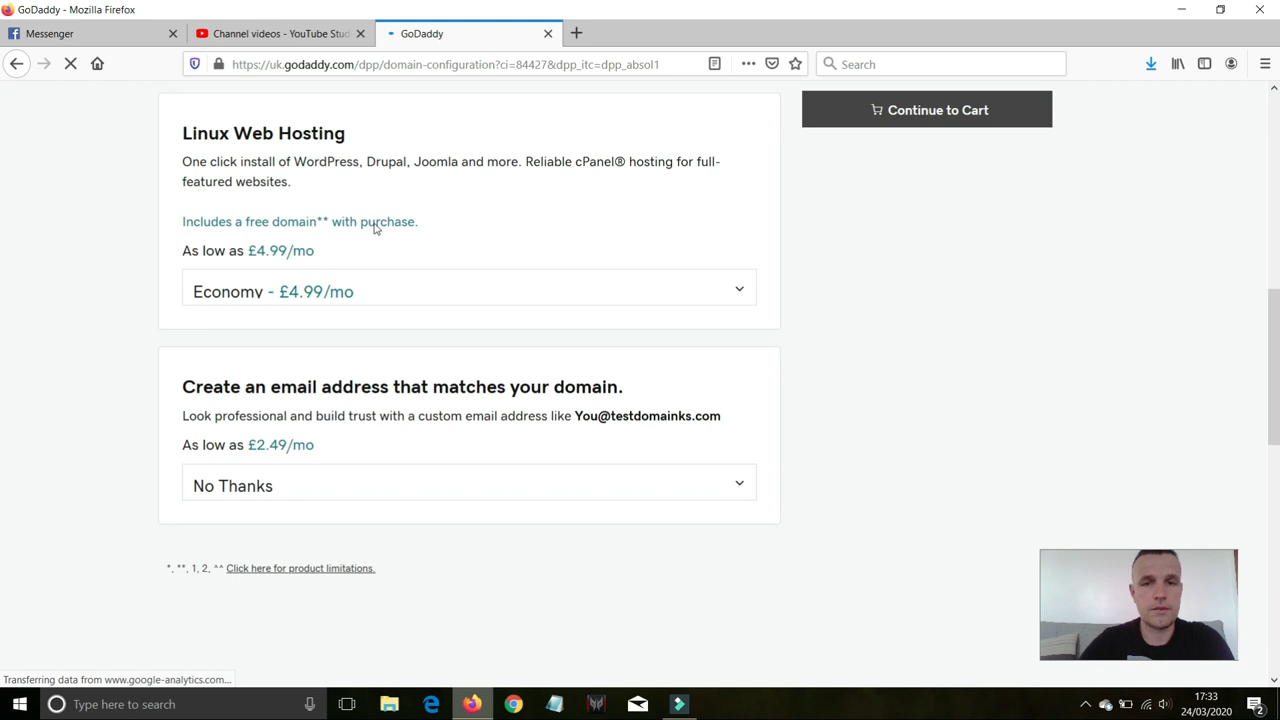 GoDaddy - Mozilla Firefox
Messenger
Channel videos - YouTube Stud
GoDaddy
https://uk.godaddy.com/dpp/domain-configuration?ci=84427&dpp_itc=dpp_absol1
Search
Continue to Cart
Linux Web Hosting
One click install of WordPress, Drupal, Joomla and more. Reliable cPanel® hosting for full-
featured websites.
Includes a free domain** with purchase.
As low as £4.99/mo
Economy - £4.99/mo
Create an email address that matches your domain.
Look professional and build trust with a custom email address like You@testdomainks.com
As low as £2.49/mo
No Thanks
*, **, 1, 2, ^^ Click here for product limitations.
Transferring data from www.google-analytics.com...
Type here to search
17:33
24/03/2020
2